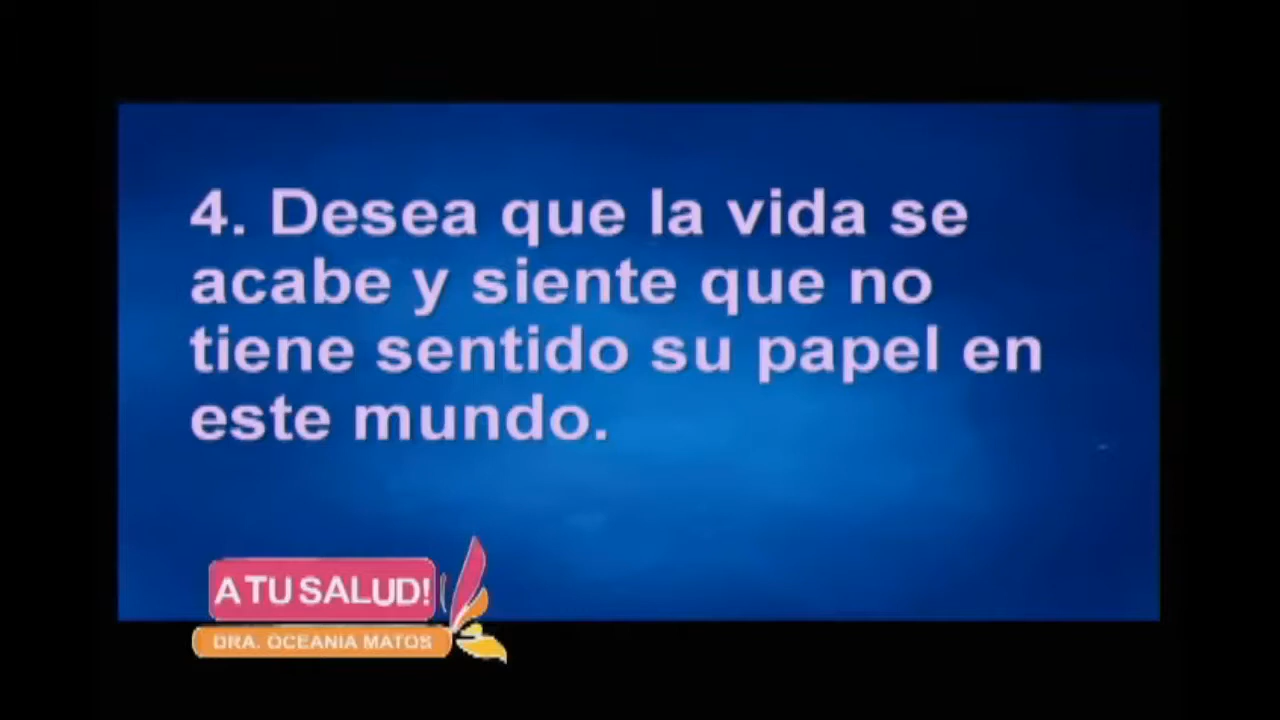 4. Desea que la vida se
acabe y siente que no
tiene sentido su papel en
este mundo.
A TU SALUD!
DRA. OCEANIA MATOS